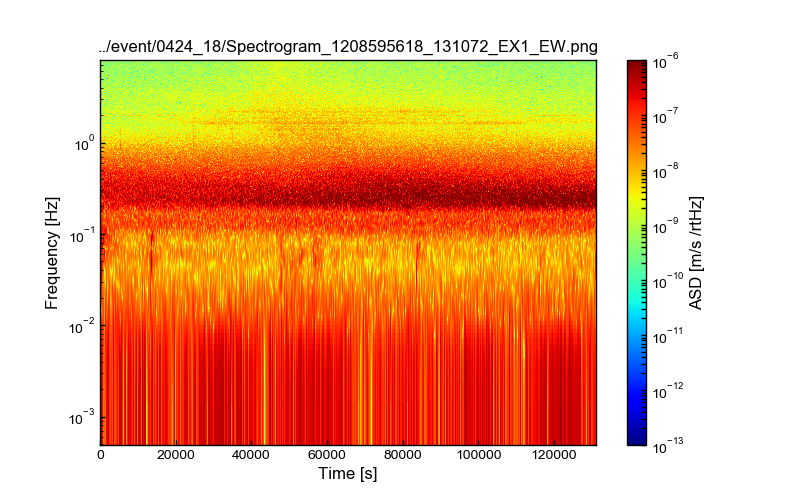 ../event/0424_18/Spectrogram_1208595618_131072_EX1_EW.png
Frequency [Hz]
10^0
10^−1
10^−2
10^−3
0 20000 40000 60000 80000 100000 120000
Time [s]
10^−6
10^−7
10^−8
10^−9
10^−10
10^−11
10^−12
10^−13
ASD [m/s /rtHz]